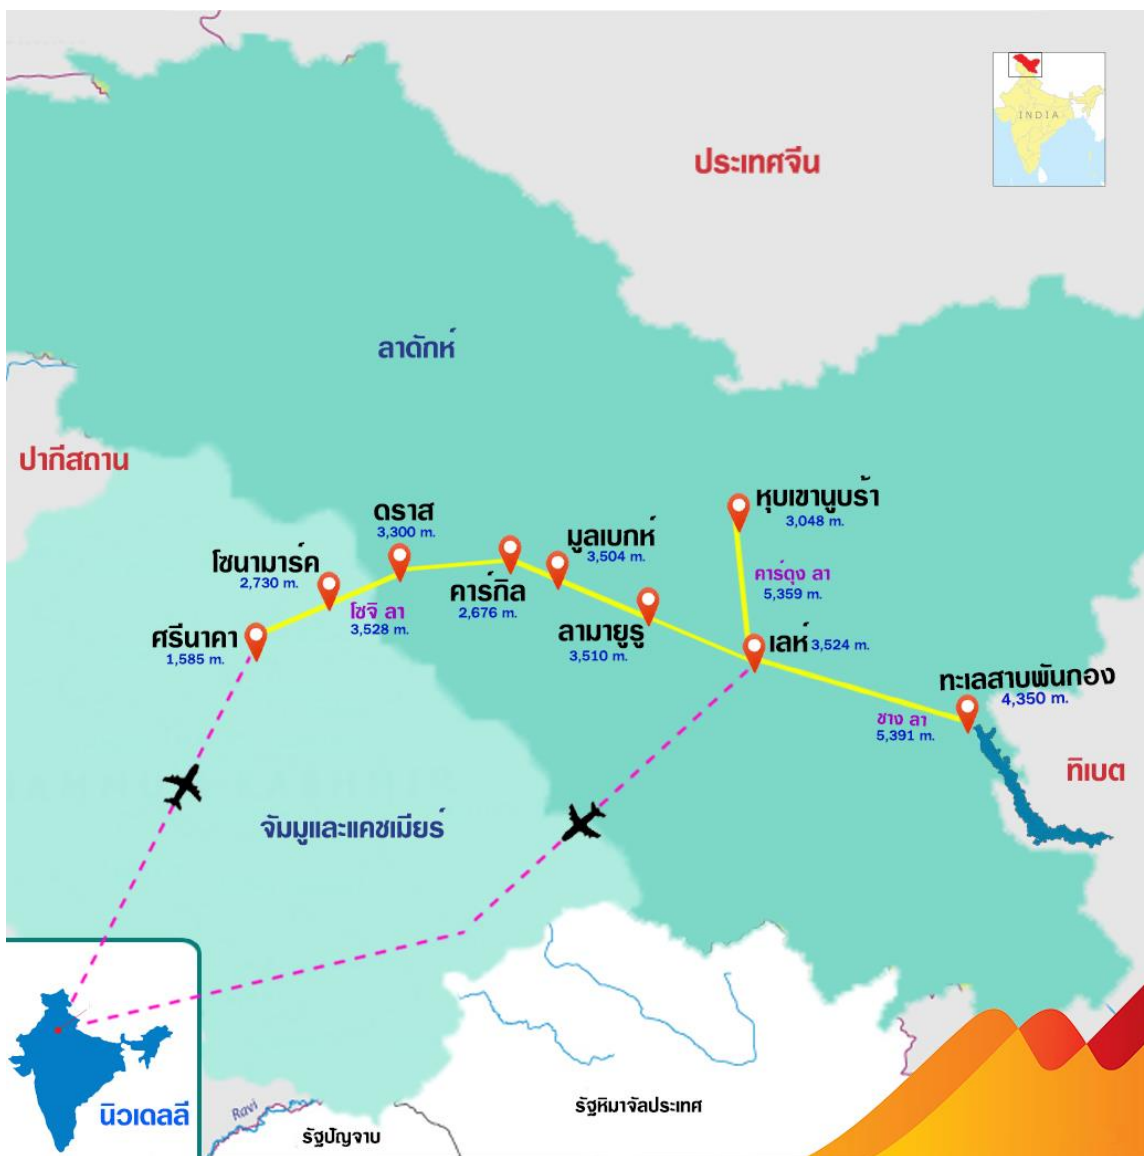 INDIA
ประเทศจีน
ลาดักห์
ปากีสถาน
หุบเขานูบร้า
3,048 m.
ดราส
3,300 m.
มูลเบกห์
3,504 m.
โซนามาร์ค
2,730 m.
คาร์ดุง ลา
5,359 m.
คาร์กิล
2,676 m.
โซจิ ลา
3,528 m.
ศรีนาคา
1,585 m.
ลามายูรู
3,510 m.
เลห์ 3,524 m.
ทะเลสาบพันกอง
4,350 m.
ชาง ลา
5,391 m.
ทิเบต
จัมมูและแคชเมียร์
นิวเดลลี
Ravi
รัฐหิมาจัลประเทศ
รัฐปัญจาบ